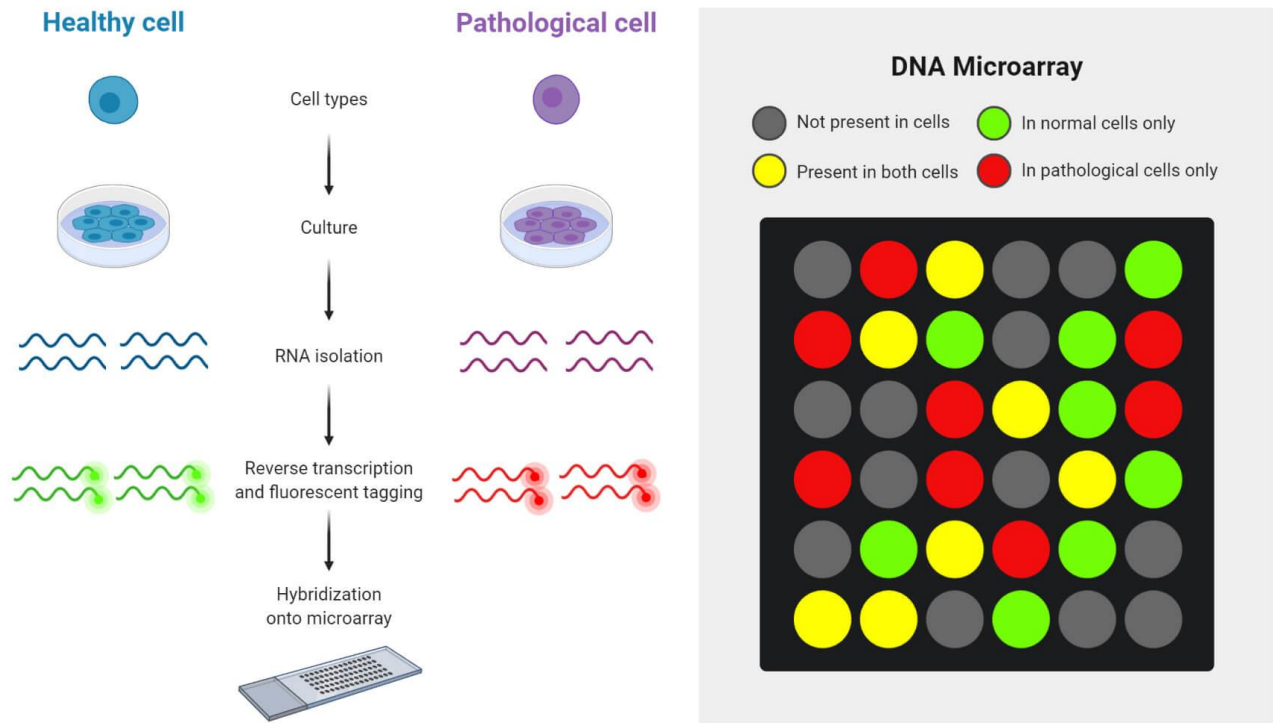 Healthy cell
Pathological cell
Cell types
Culture
RNA isolation
Reverse transcription
and fluorescent tagging
Hybridization
onto microarray
DNA Microarray
Not present in cells
In normal cells only
Present in both cells
In pathological cells only